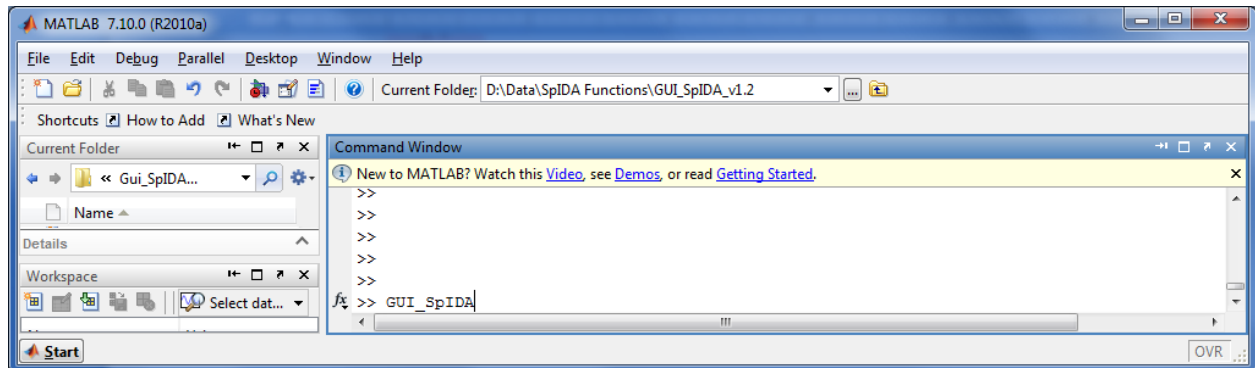 MATLAB 7.10.0 (R2010a)
File Edit Debug Parallel Desktop Window Help
Current Folder: D:\Data\SpIDA Functions\GUI_SpIDA_v1.2
Shortcuts How to Add What's New
Current Folder
« Gui_SpIDA...
Name
Details
Workspace
Select dat...
Command Window
New to MATLAB? Watch this Video, see Demos, or read Getting Started.
>>
>>
>>
>>
>>
fx >> GUI_SpIDA
Start
OVR